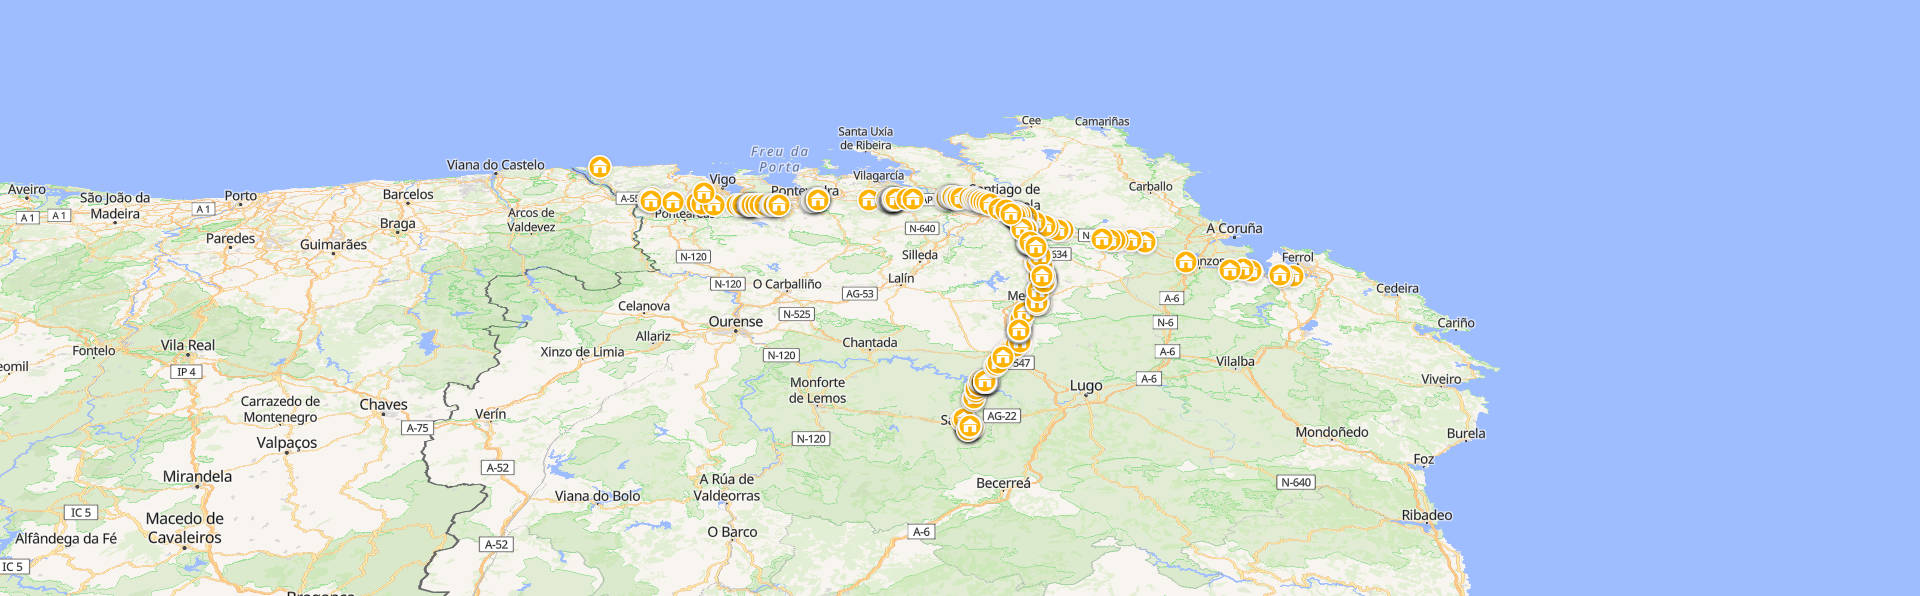 Cee
Camariñas
Santa Uxía
de Ribeira
Freu da
Porta
Viana do Castelo
Vilagarcía
Vigo
Carballo
Aveiro
São João da
Madeira
Porto
Barcelos
A 1
A 1
A 1
Braga
Arcos de
Valdevez
Santiago de
N-640
A Coruña
Paredes
Guimarães
N-120
Silleda
Ferrol
N-120
O Carballiño
Lalín
AG-53
A-6
Cedeira
Celanova
N-525
Ourense
N-6
Cariño
Vila Real
Allariz
Chantada
Fontelo
Xinzo de Limia
N-120
A-6
Vilalba
IP 4
Monforte
de Lemos
Lugo
A-6
Viveiro
Carrazedo de
Montenegro
Chaves
Verín
AG-22
A-75
Valpaços
N-120
Mondoñedo
Burela
Foz
Mirandela
A-52
A Rúa de
Valdeorras
Becerreá
N-640
Viana do Bolo
IC 5
Macedo de
Cavaleiros
Ribadeo
Alfândega da Fé
A-52
O Barco
A-6
IC 5